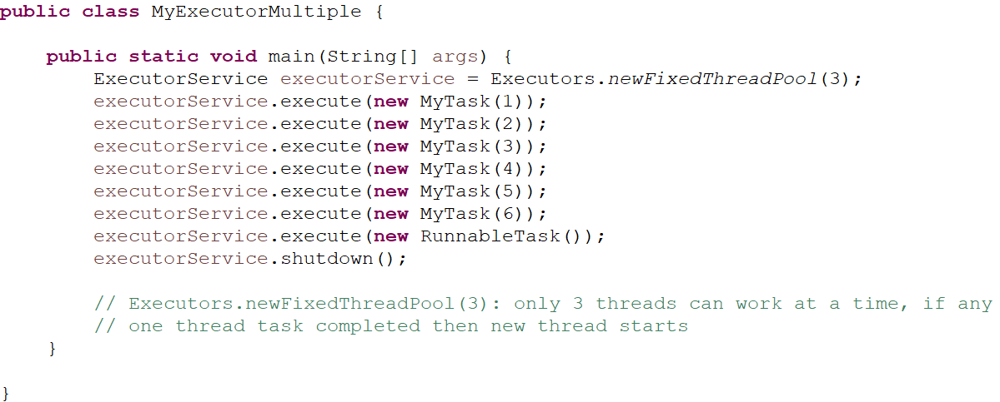 public class MyExecutorMultiple {
public static void main(String[] args) {
ExecutorService executorService = Executors.newFixedThreadPool(3);
executorService.execute(new MyTask(1));
executorService.execute(new MyTask(2));
executorService.execute(new MyTask(3));
executorService.execute(new MyTask(4));
executorService.execute(new MyTask(5));
executorService.execute(new MyTask(6));
executorService.execute(new RunnableTask());
executorService.shutdown();
// Executors.newFixedThreadPool(3): only 3 threads can work at a time, if any
// one thread task completed then new thread starts
}
}